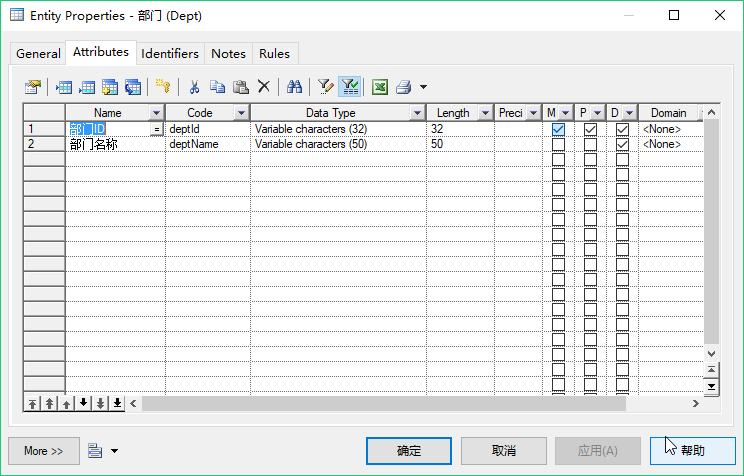 Entity Properties - 部门 (Dept)
General Attributes Identifiers Notes Rules
Name Code Data Type Length Preci M P D Domain
1 部门ID = deptId Variable characters (32) 32 <None>
2 部门名称 deptName Variable characters (50) 50 <None>
More >> 确定 取消 应用(A) 帮助